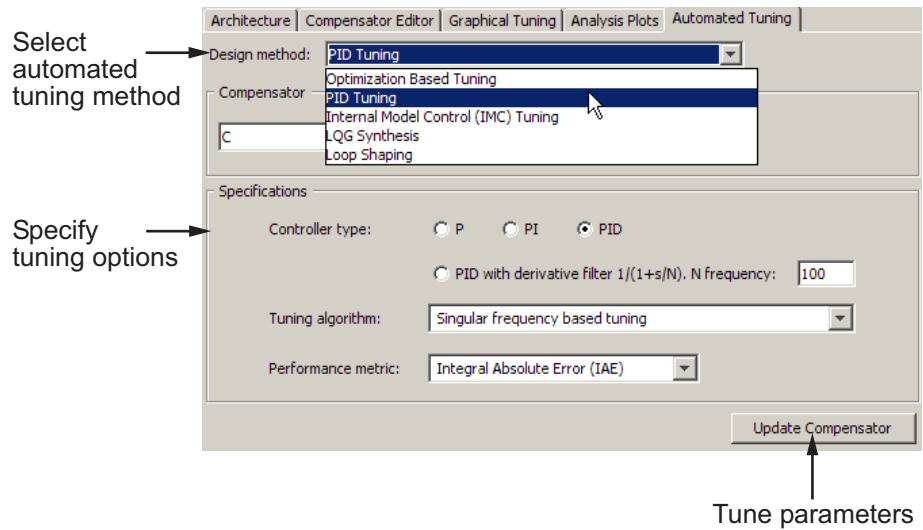 Architecture Compensator Editor Graphical Tuning Analysis Plots Automated Tuning
Select
automated
tuning method
Design method: PID Tuning
Optimization Based Tuning
PID Tuning
Internal Model Control (IMC) Tuning
LQG Synthesis
Loop Shaping
Compensator
C
Specifications
Specify
tuning options
Controller type: P PI PID
PID with derivative filter 1/(1+s/N). N frequency: 100
Tuning algorithm: Singular frequency based tuning
Performance metric: Integral Absolute Error (IAE)
Update Compensator
Tune parameters